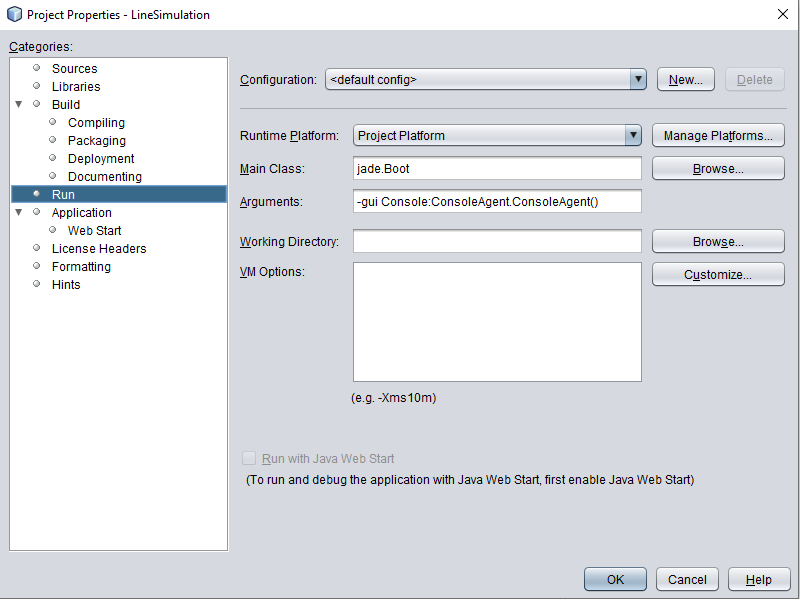 Project Properties - LineSimulation
Categories:
Sources
Libraries
Build
Compiling
Packaging
Deployment
Documenting
Run
Application
Web Start
License Headers
Formatting
Hints
Configuration: <default config> New... Delete
Runtime Platform: Project Platform Manage Platforms...
Main Class: jade.Boot Browse...
Arguments: -gui Console:ConsoleAgent.ConsoleAgent()
Working Directory: Browse...
VM Options: Customize...
(e.g. -Xms10m)
Run with Java Web Start
(To run and debug the application with Java Web Start, first enable Java Web Start)
OK Cancel Help